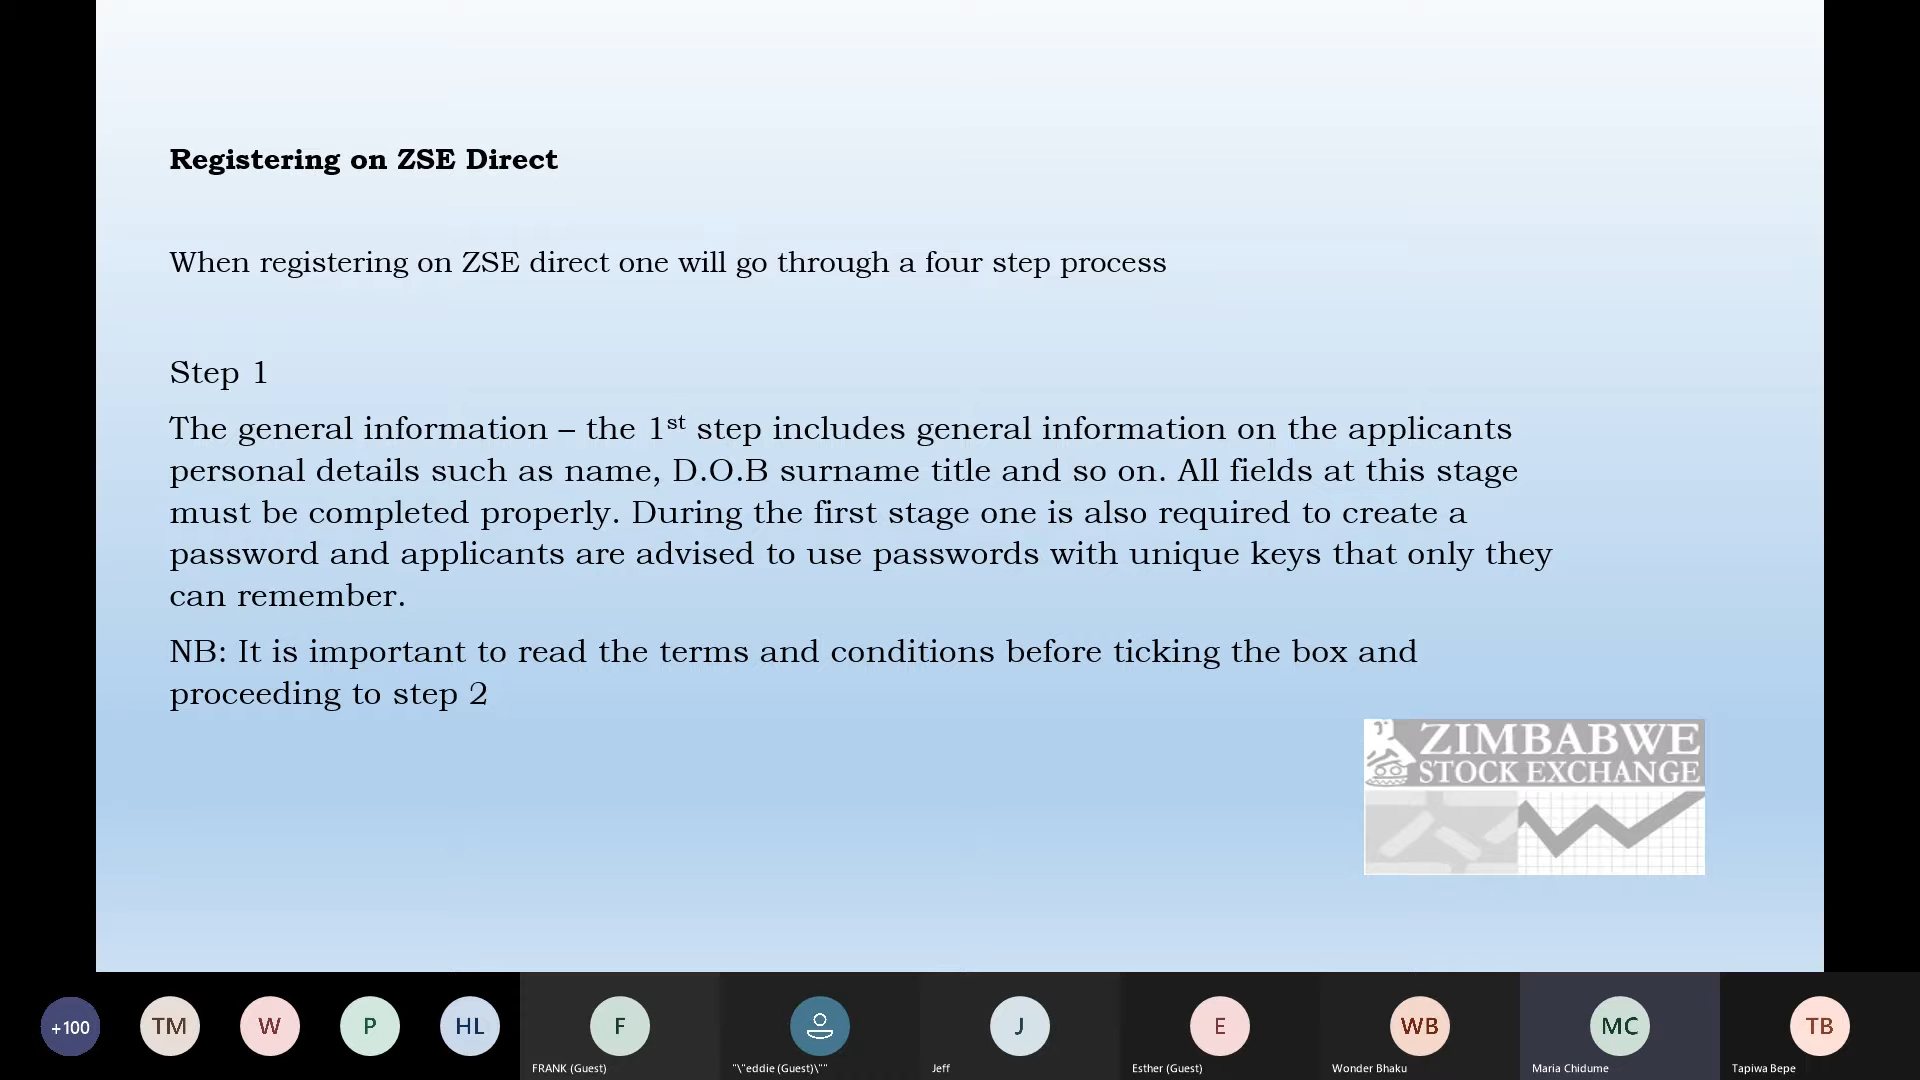 Registering on ZSE Direct
When registering on ZSE direct one will go through a four step process
Step 1
The general information – the 1st step includes general information on the applicants
personal details such as name, D.O.B surname title and so on. All fields at this stage
must be completed properly. During the first stage one is also required to create a
password and applicants are advised to use passwords with unique keys that only they
can remember.
NB: It is important to read the terms and conditions before ticking the box and
proceeding to step 2
ZIMBABWE
STOCK EXCHANGE
+100
TM
W
P
HL
F
J
E
WB
MC
TB
FRANK (Guest)
"\"eddie (Guest)\""
Jeff
Esther (Guest)
Wonder Bhaku
Maria Chidume
Tapiwa Bepe